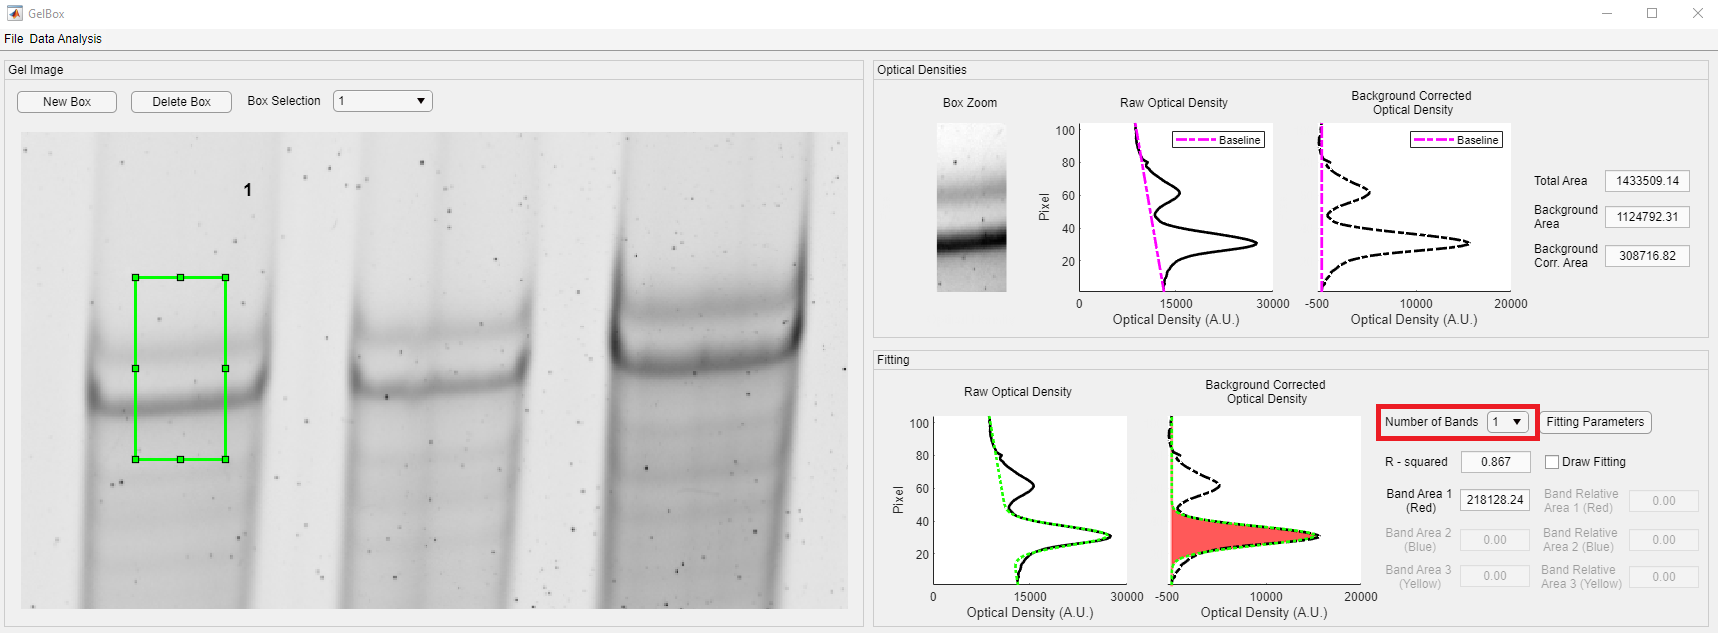 GelBox
File Data Analysis
Gel Image
New Box
Delete Box
Box Selection
1
1
Optical Densities
Box Zoom
Raw Optical Density
Baseline
100
80
60
40
20
Pixel
0
15000
30000
Optical Density (A.U.)
Background Corrected
Optical Density
Baseline
-500
10000
20000
Optical Density (A.U.)
Total Area
1433509.14
Background
Area
1124792.31
Background
Corr. Area
308716.82
Fitting
Raw Optical Density
100
80
60
40
20
Pixel
0
15000
30000
Optical Density (A.U.)
Background Corrected
Optical Density
-500
10000
20000
Optical Density (A.U.)
Number of Bands
1
Fitting Parameters
R - squared
0.867
Draw Fitting
Band Area 1
(Red)
218128.24
Band Relative
Area 1 (Red)
0.00
Band Area 2
(Blue)
0.00
Band Relative
Area 2 (Blue)
0.00
Band Area 3
(Yellow)
0.00
Band Relative
Area 3 (Yellow)
0.00